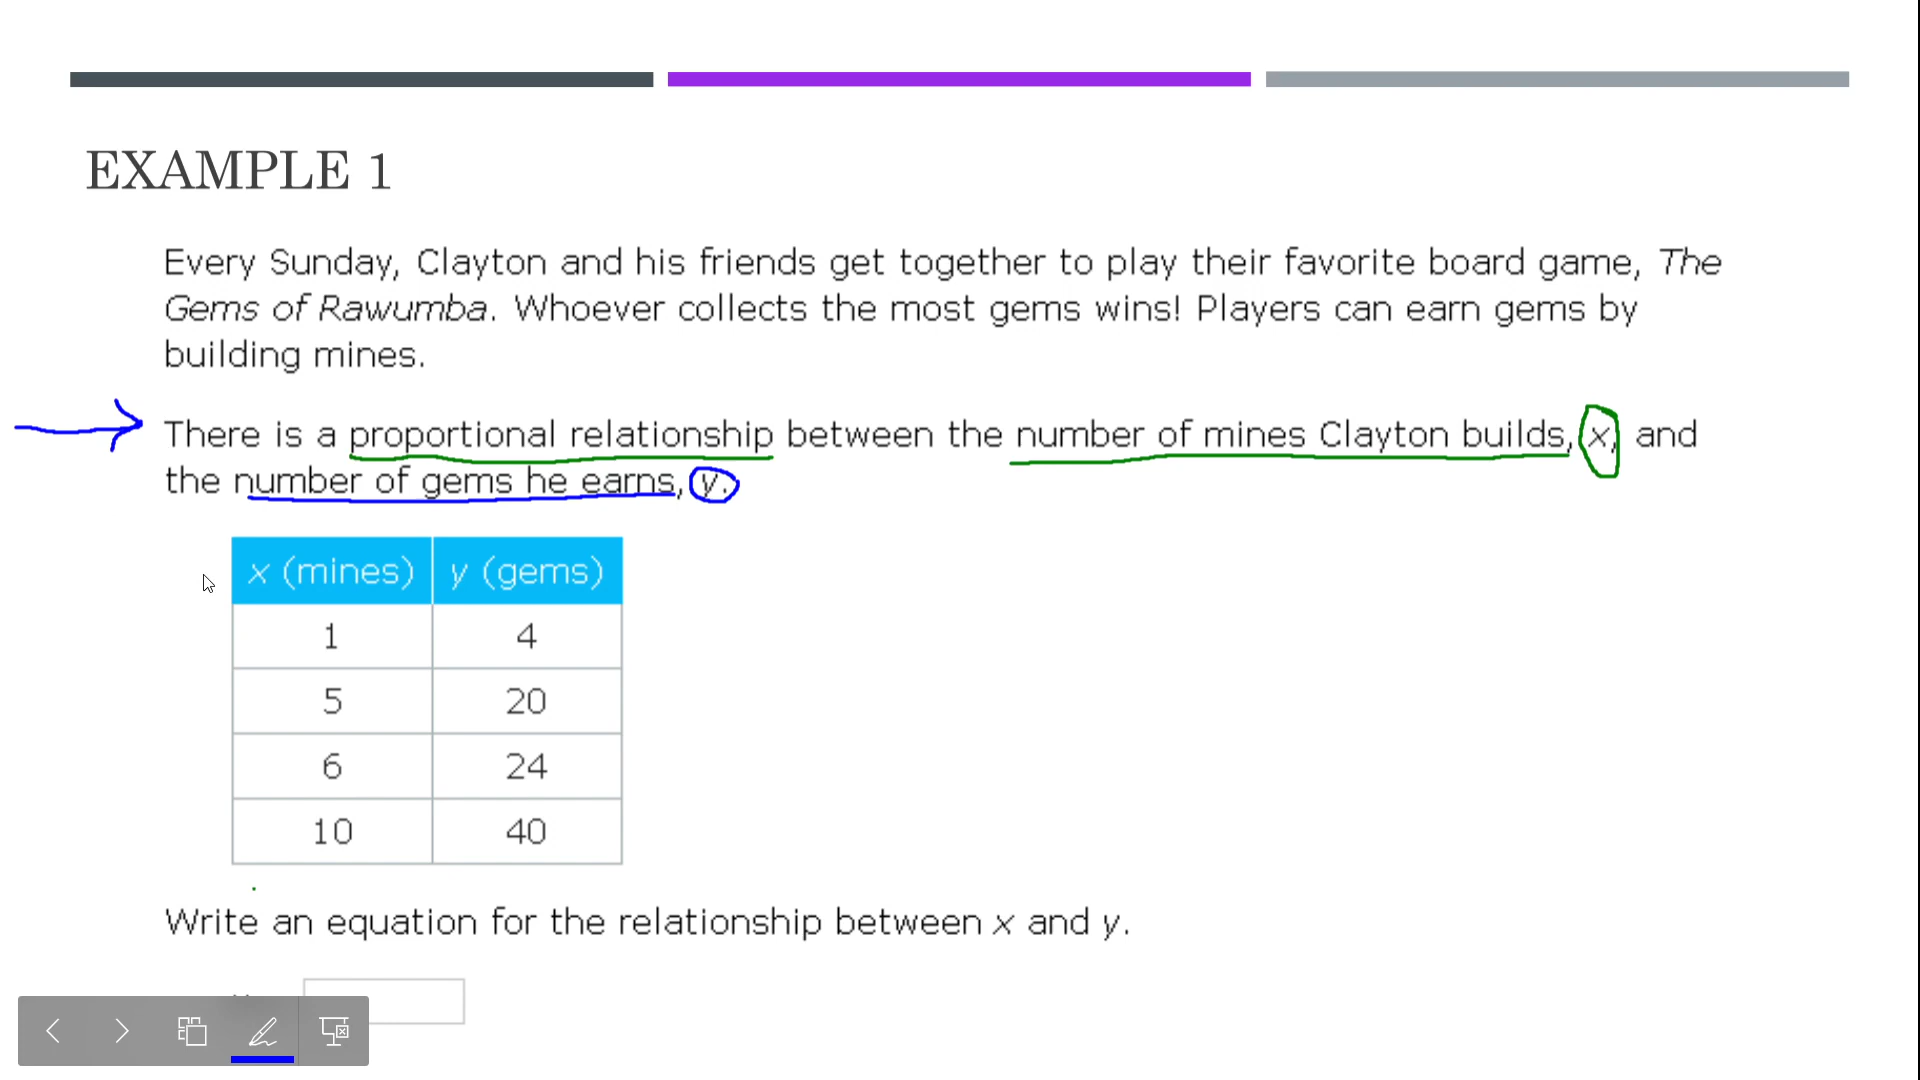 EXAMPLE 1
Every Sunday, Clayton and his friends get together to play their favorite board game, The
Gems of Rawumba. Whoever collects the most gems wins! Players can earn gems by
building mines.
There is a proportional relationship between the number of mines Clayton builds, x, and
the number of gems he earns, y.
x (mines) y (gems)
1 4
5 20
6 24
10 40
Write an equation for the relationship between x and y.